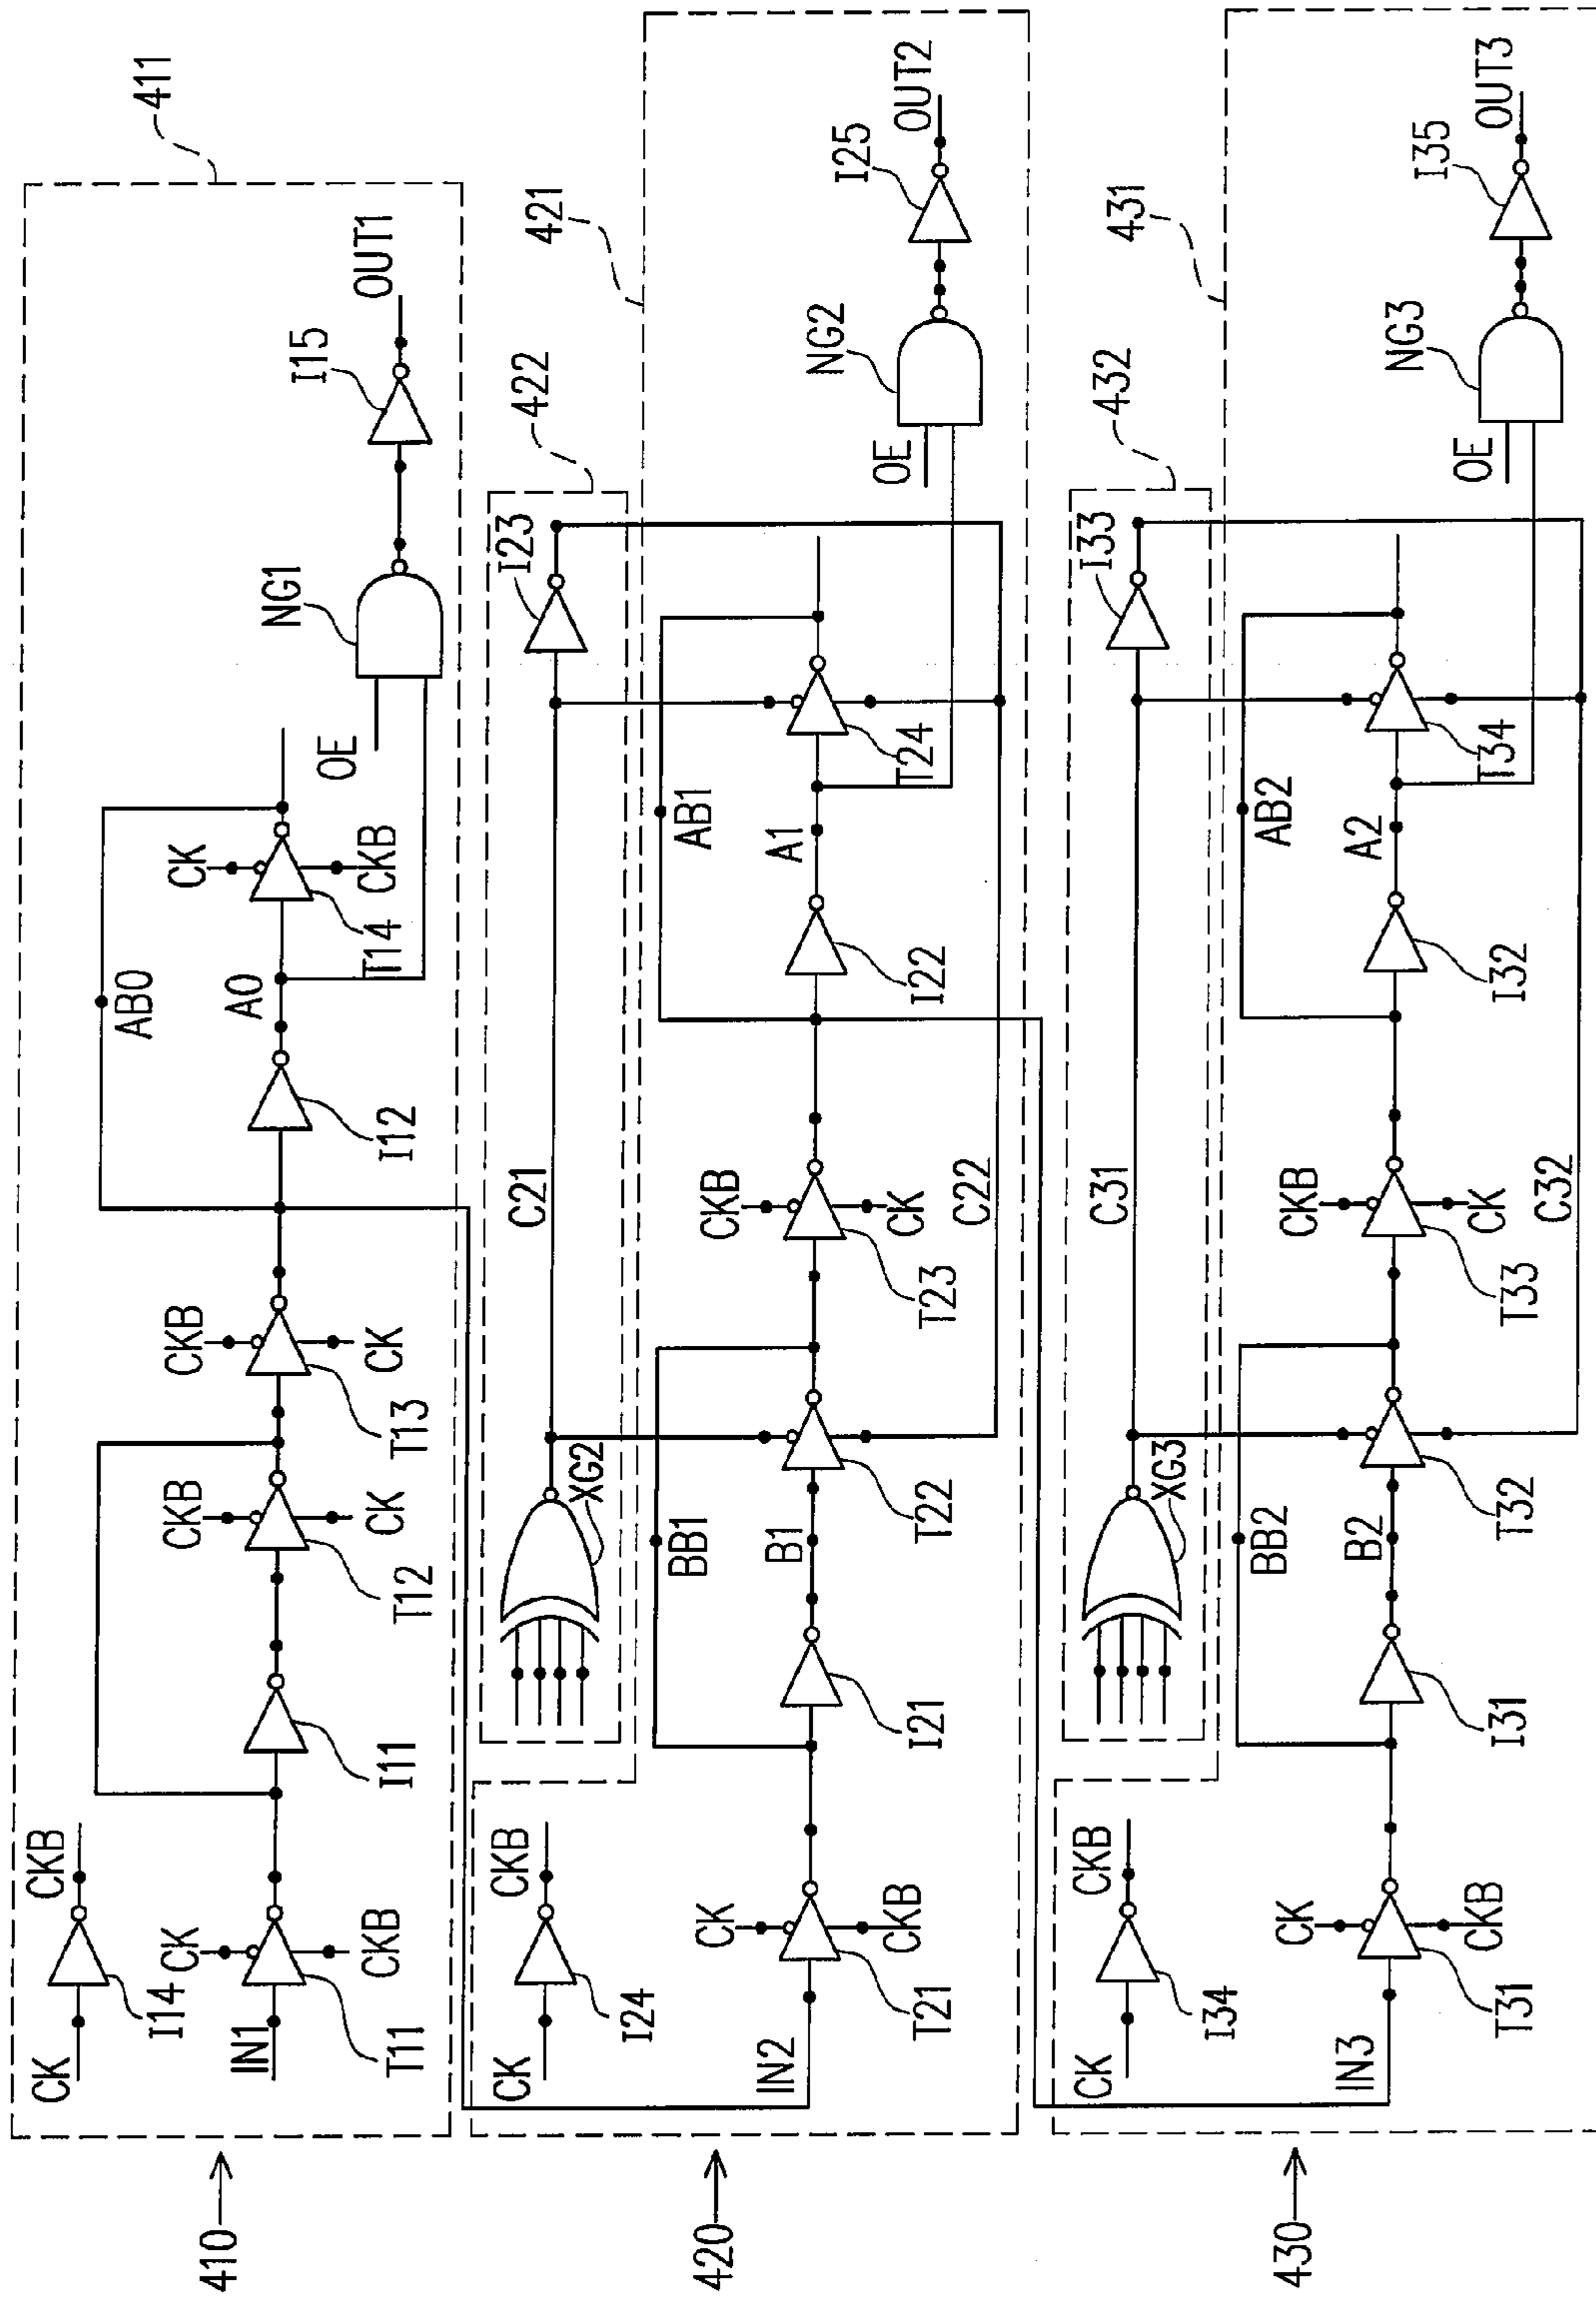 410
411
CK
I14
CKB
IN1
CK
CKB
T11
I11
CKB
CK
T12
CKB
CK
T13
AB0
I12
A0
CK
CKB
T14
OE
NG1
I15
OUT1
420
421
422
CK
I24
CKB
IN2
CK
CKB
T21
XG2
C21
I23
BB1
I21
B1
T22
CKB
CK
T23
C22
AB1
I22
A1
T24
OE
NG2
I25
OUT2
430
431
432
CK
I34
CKB
IN3
CK
CKB
T31
XG3
C31
I33
BB2
I31
B2
T32
CKB
CK
T33
C32
AB2
I32
A2
T34
OE
NG3
I35
OUT3